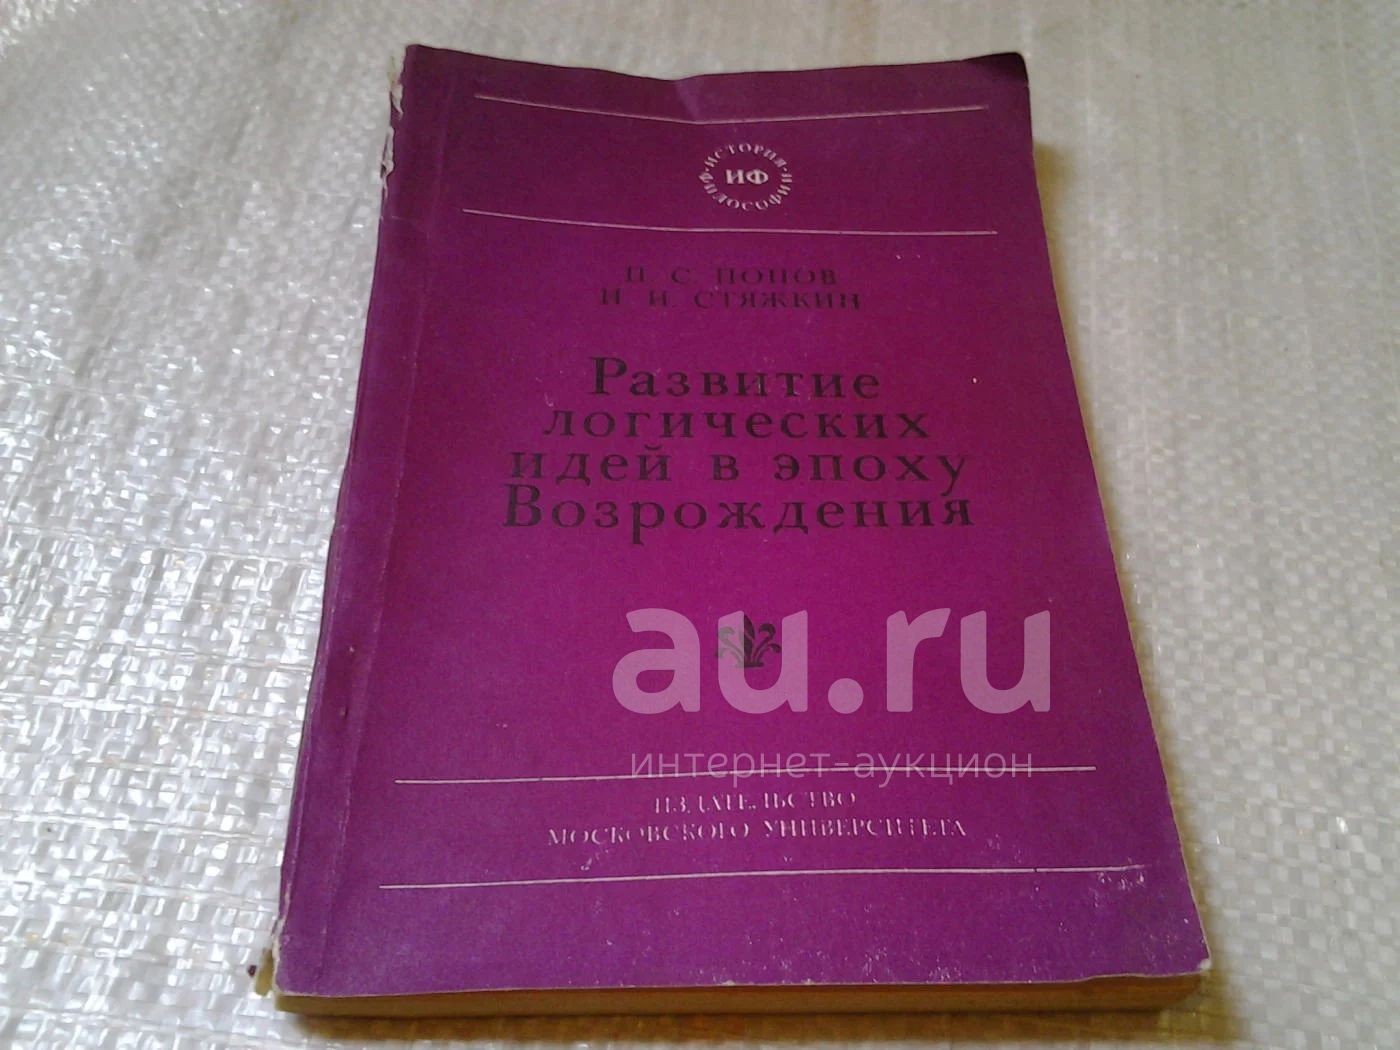 ИСТОРИЯ · ФИЛОСОФИИ ·
ИФ
П. С. ПОПОВ
Н. И. СТЯЖКИН
Развитие
логических
идей в эпоху
Возрождения
au.ru
интернет-аукцион
ИЗДАТЕЛЬСТВО
МОСКОВСКОГО УНИВЕРСИТЕТА